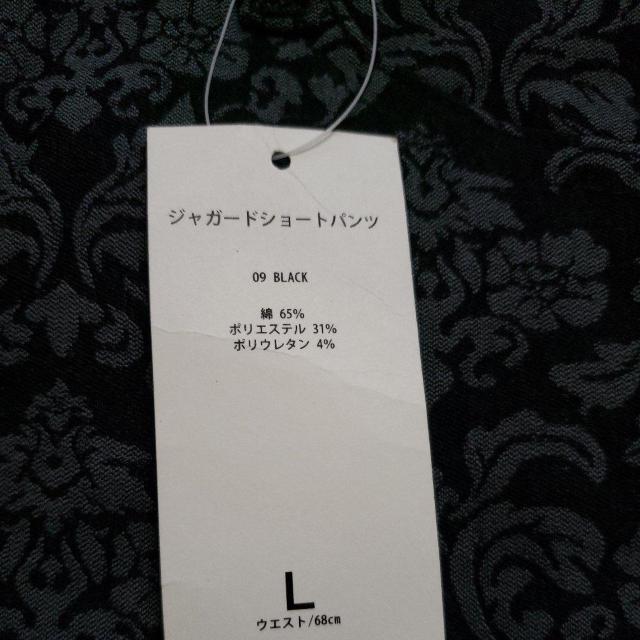 ジャガードショートパンツ
09 BLACK
綿 65%
ポリエステル 31%
ポリウレタン 4%
L
ウエスト/68cm